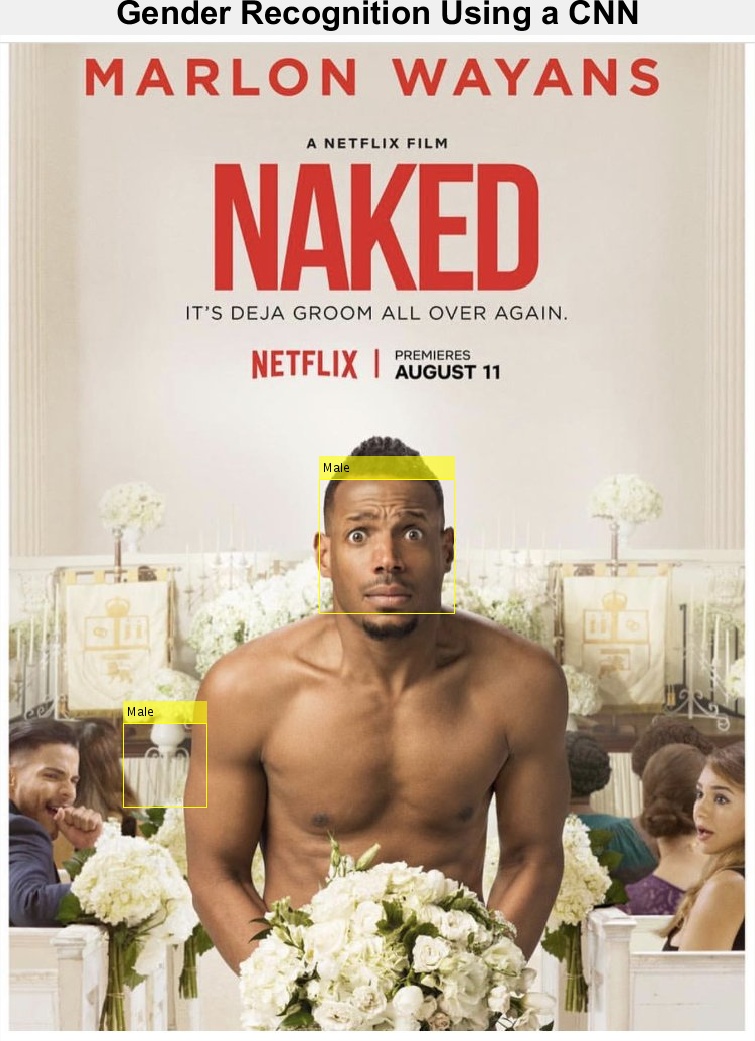 Gender Recognition Using a CNN
MARLON WAYANS
A NETFLIX FILM
NAKED
IT'S DEJA GROOM ALL OVER AGAIN.
NETFLIX | PREMIERES
AUGUST 11
Male
Male